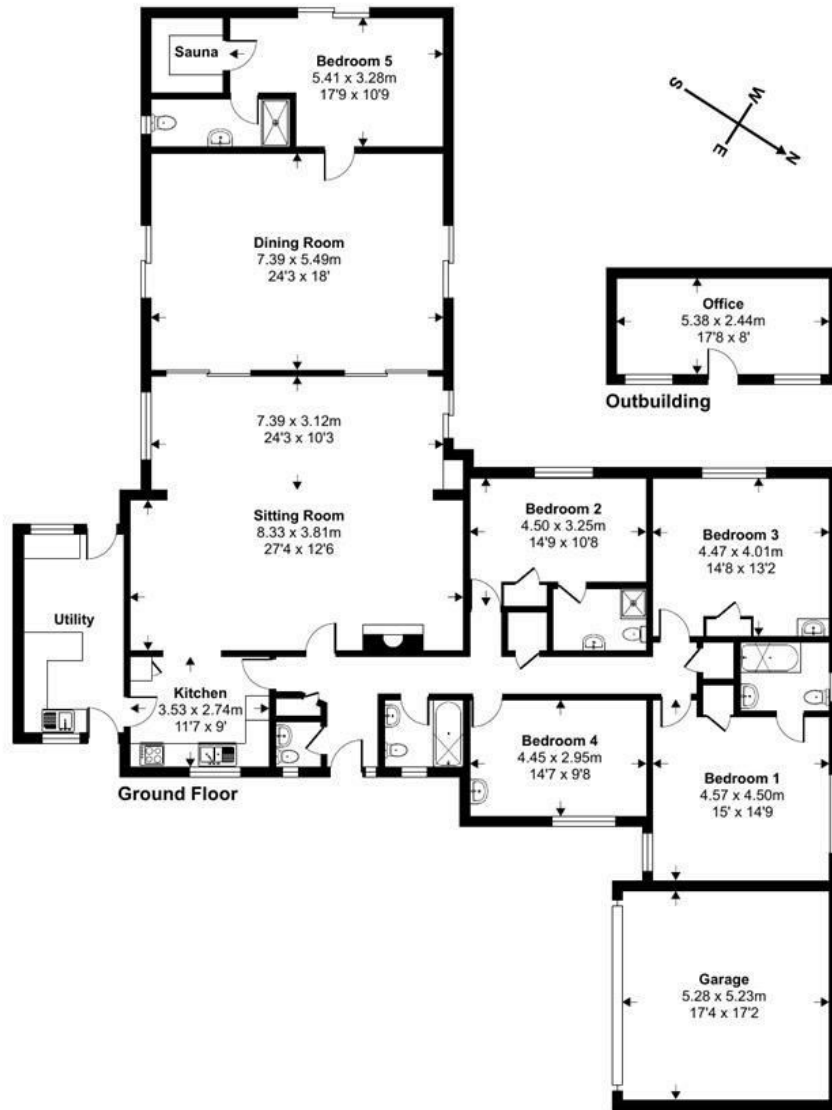 Sauna
Bedroom 5
5.41 x 3.28m
17'9 x 10'9
S
W
E
N
Dining Room
7.39 x 5.49m
24'3 x 18'
Office
5.38 x 2.44m
17'8 x 8'
Outbuilding
7.39 x 3.12m
24'3 x 10'3
Sitting Room
8.33 x 3.81m
27'4 x 12'6
Bedroom 2
4.50 x 3.25m
14'9 x 10'8
Bedroom 3
4.47 x 4.01m
14'8 x 13'2
Utility
Kitchen
3.53 x 2.74m
11'7 x 9'
Ground Floor
Bedroom 4
4.45 x 2.95m
14'7 x 9'8
Bedroom 1
4.57 x 4.50m
15' x 14'9
Garage
5.28 x 5.23m
17'4 x 17'2